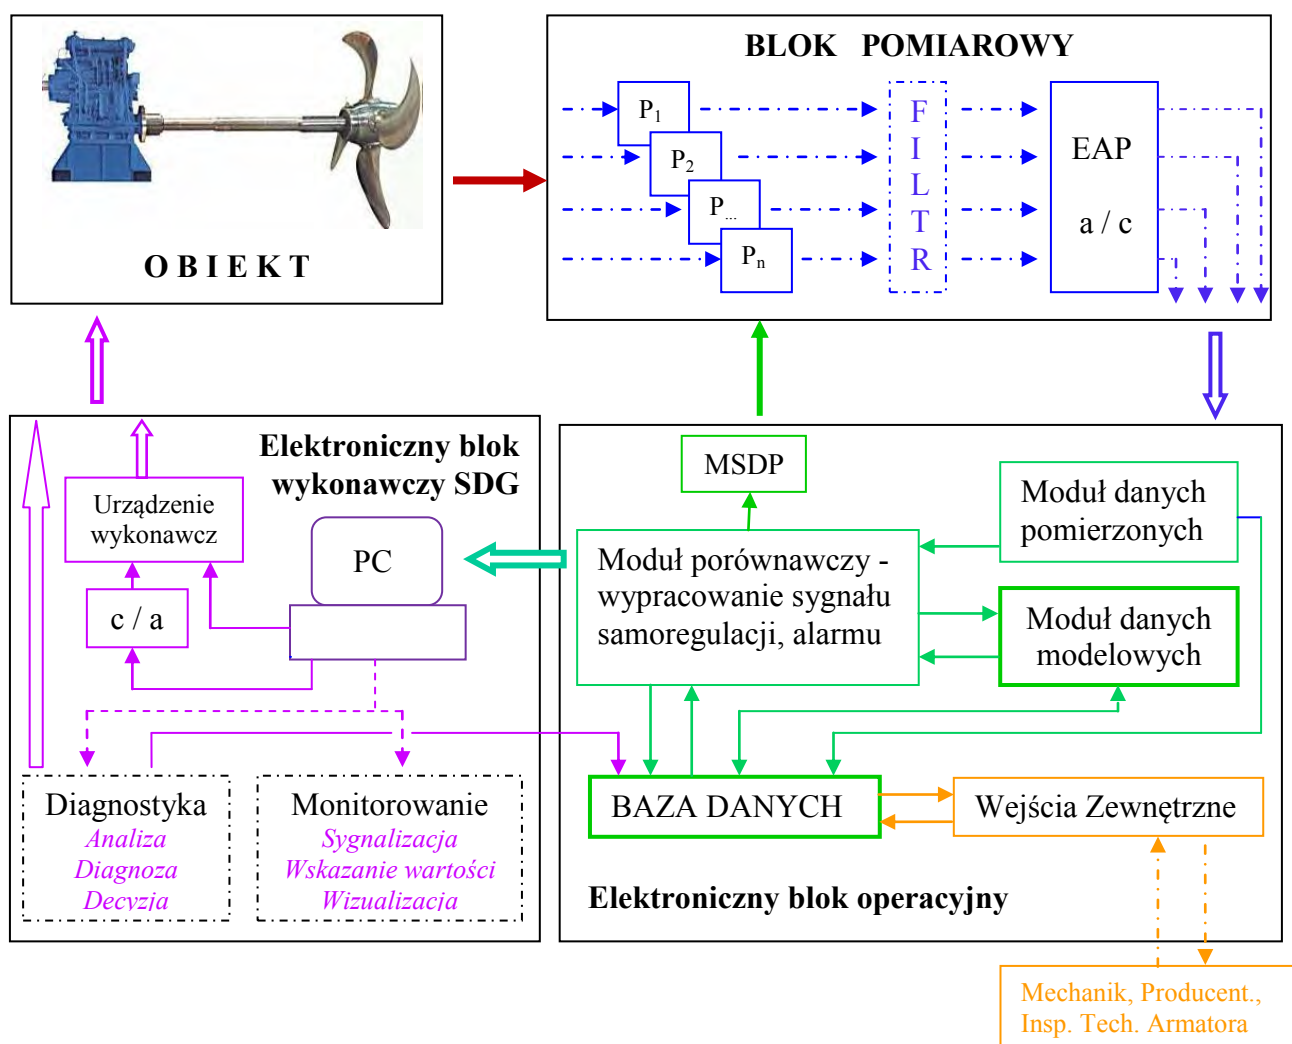 O B I E K T
BLOK POMIAROWY
P1
P2
P...
Pn
F
I
L
T
R
EAP
a / c
Elektroniczny blok
wykonawczy SDG
Urządzenie
wykonawcz
PC
c / a
Diagnostyka
Analiza
Diagnoza
Decyzja
Monitorowanie
Sygnalizacja
Wskazanie wartości
Wizualizacja
MSDP
Moduł danych
pomierzonych
Moduł porównawczy -
wypracowanie sygnału
samoregulacji, alarmu
Moduł danych
modelowych
BAZA DANYCH
Wejścia Zewnętrzne
Elektroniczny blok operacyjny
Mechanik, Producent.,
Insp. Tech. Armatora